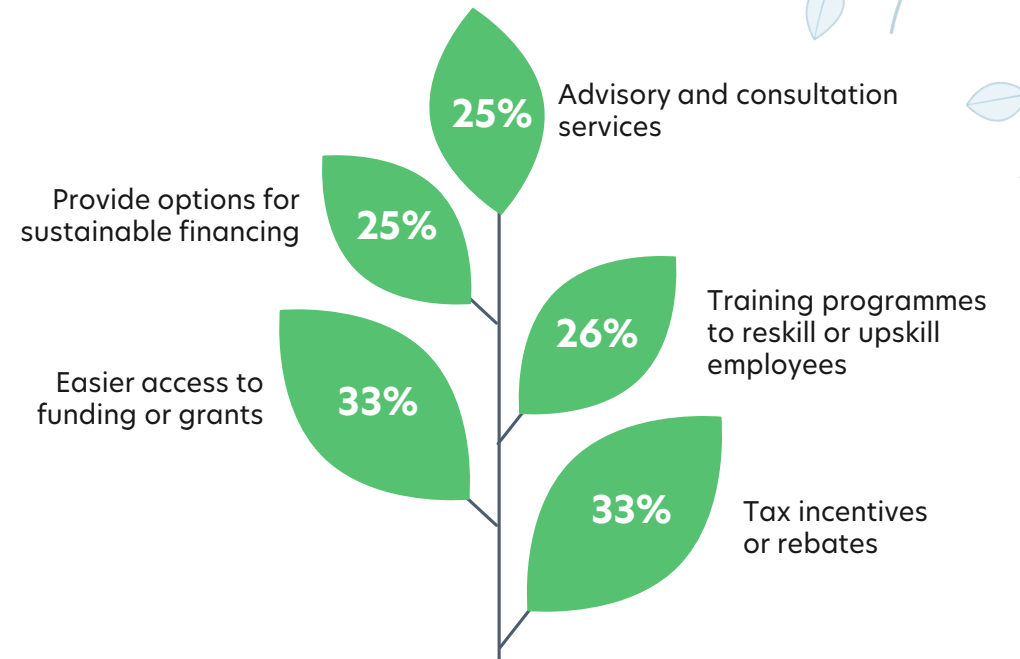 25%
Advisory and consultation
services
Provide options for
sustainable financing
25%
26%
Training programmes
to reskill or upskill
employees
Easier access to
funding or grants
33%
33%
Tax incentives
or rebates